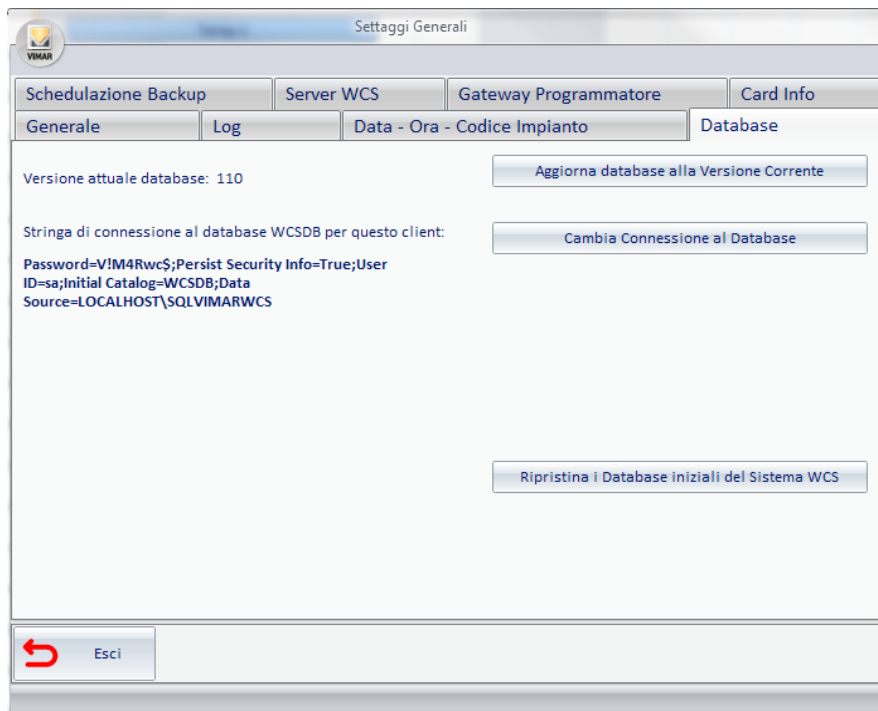 Settaggi Generali
VIMAR
Schedulazione Backup
Server WCS
Gateway Programmatore
Card Info
Generale
Log
Data - Ora - Codice Impianto
Database
Versione attuale database: 110
Aggiorna database alla Versione Corrente
Stringa di connessione al database WCSDB per questo client:
Cambia Connessione al Database
Password=V!M4Rwc$;Persist Security Info=True;User
ID=sa;Initial Catalog=WCSDB;Data
Source=LOCALHOST\SQLVIMARWCS
Ripristina i Database iniziali del Sistema WCS
Esci